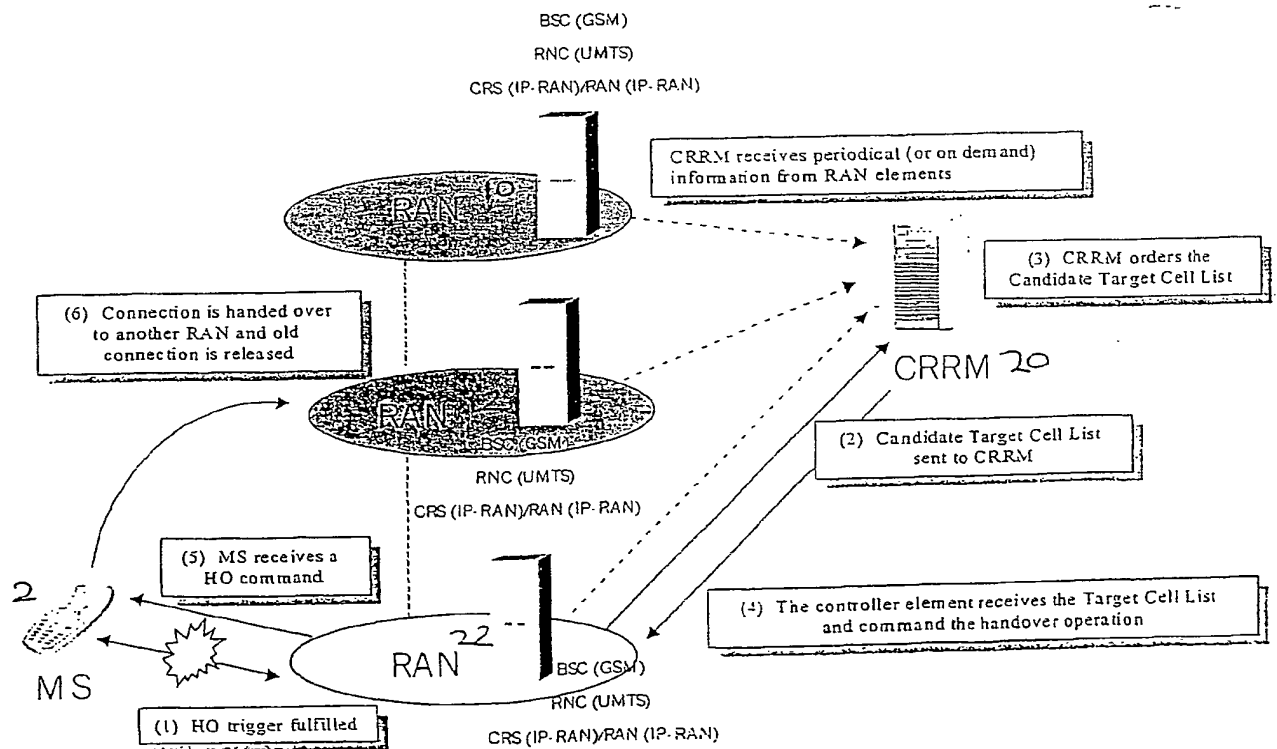 BSC (GSM)
RNC (UMTS)
CRS (IP-RAN)/RAN (IP-RAN)
RAN 10
CRRM receives periodical (or on demand)
information from RAN elements
(3) CRRM orders the
Candidate Target Cell List
(6) Connection is handed over
to another RAN and old
connection is released
CRRM 20
RAN 12
BSC (GSM)
RNC (UMTS)
CRS (IP-RAN)/RAN (IP-RAN)
(2) Candidate Target Cell List
sent to CRRM
(5) MS receives a
HO command
2
MS
(4) The controller element receives the Target Cell List
and command the handover operation
RAN 22
BSC (GSM)
RNC (UMTS)
CRS (IP-RAN)/RAN (IP-RAN)
(1) HO trigger fulfilled